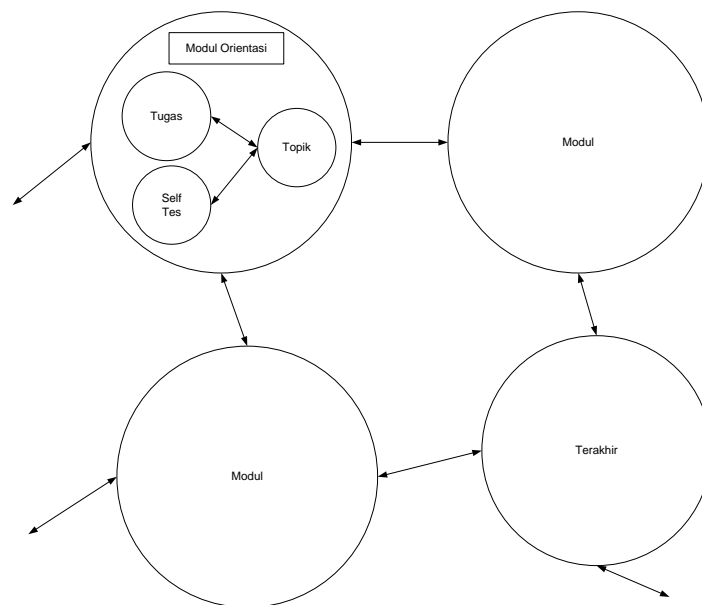 Modul Orientasi
Tugas
Topik
Self
Tes
Modul
Modul
Terakhir